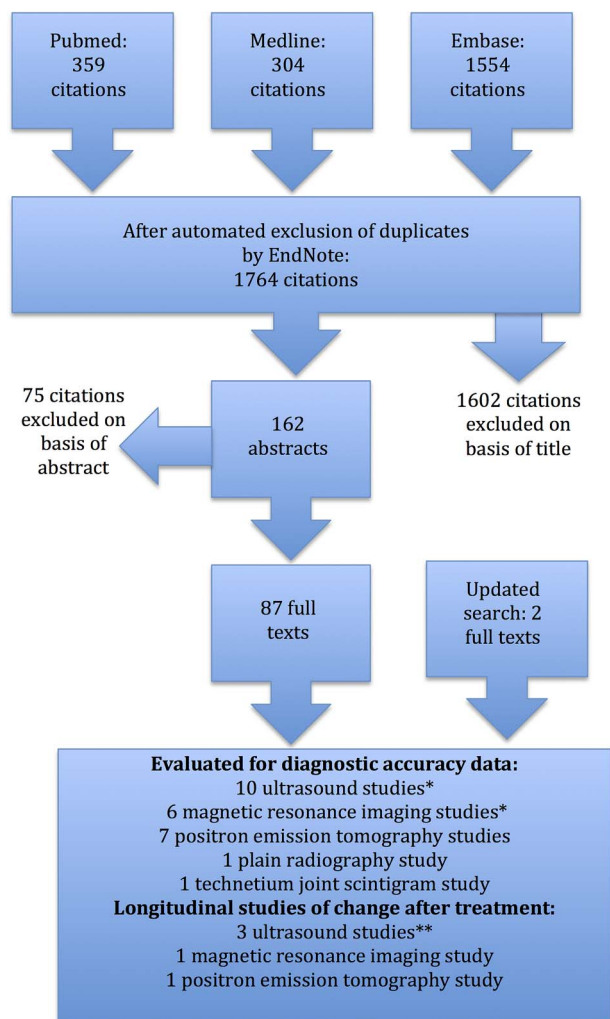 Pubmed:
359
citations
Medline:
304
citations
Embase:
1554
citations
After automated exclusion of duplicates
by EndNote:
1764 citations
75 citations
excluded on
basis of
abstract
162
abstracts
1602 citations
excluded on
basis of title
87 full
texts
Updated
search: 2
full texts
Evaluated for diagnostic accuracy data:
10 ultrasound studies*
6 magnetic resonance imaging studies*
7 positron emission tomography studies
1 plain radiography study
1 technetium joint scintigram study
Longitudinal studies of change after treatment:
3 ultrasound studies**
1 magnetic resonance imaging study
1 positron emission tomography study